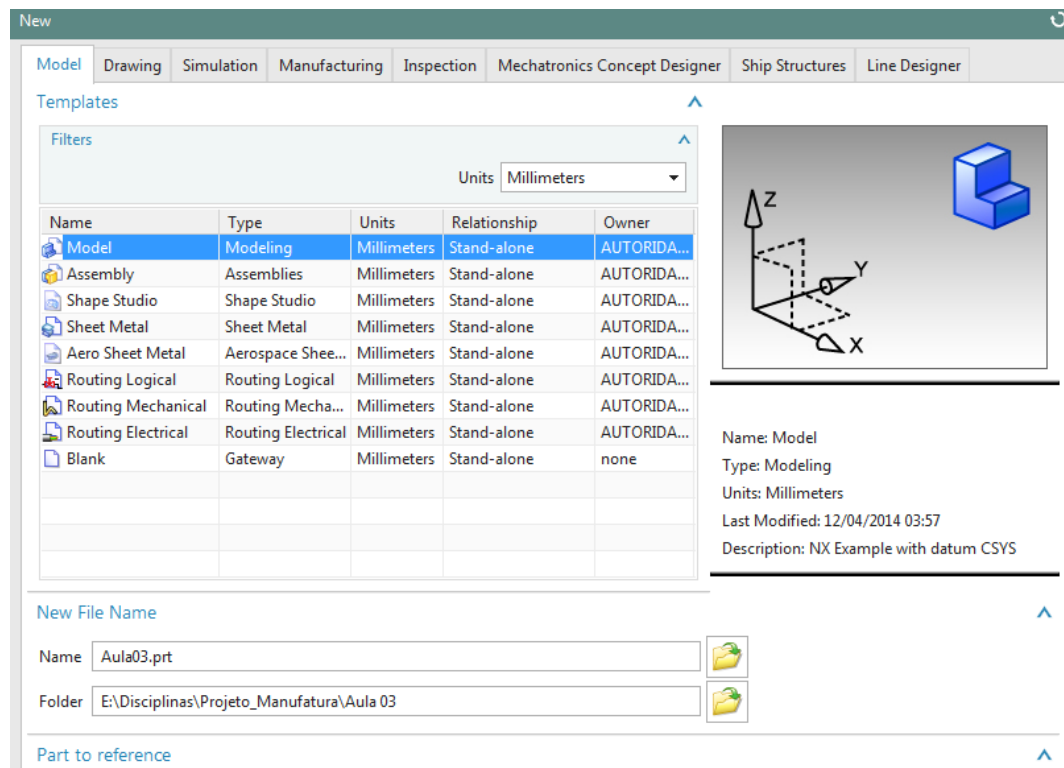 New
Model Drawing Simulation Manufacturing Inspection Mechatronics Concept Designer Ship Structures Line Designer
Templates
Filters
Units Millimeters
Name Type Units Relationship Owner
Model Modeling Millimeters Stand-alone AUTORIDA...
Assembly Assemblies Millimeters Stand-alone AUTORIDA...
Shape Studio Shape Studio Millimeters Stand-alone AUTORIDA...
Sheet Metal Sheet Metal Millimeters Stand-alone AUTORIDA...
Aero Sheet Metal Aerospace Shee... Millimeters Stand-alone AUTORIDA...
Routing Logical Routing Logical Millimeters Stand-alone AUTORIDA...
Routing Mechanical Routing Mecha... Millimeters Stand-alone AUTORIDA...
Routing Electrical Routing Electrical Millimeters Stand-alone AUTORIDA...
Blank Gateway Millimeters Stand-alone none
Z
Y
X
Name: Model
Type: Modeling
Units: Millimeters
Last Modified: 12/04/2014 03:57
Description: NX Example with datum CSYS
New File Name
Name Aula03.prt
Folder E:\Disciplinas\Projeto_Manufatura\Aula 03
Part to reference